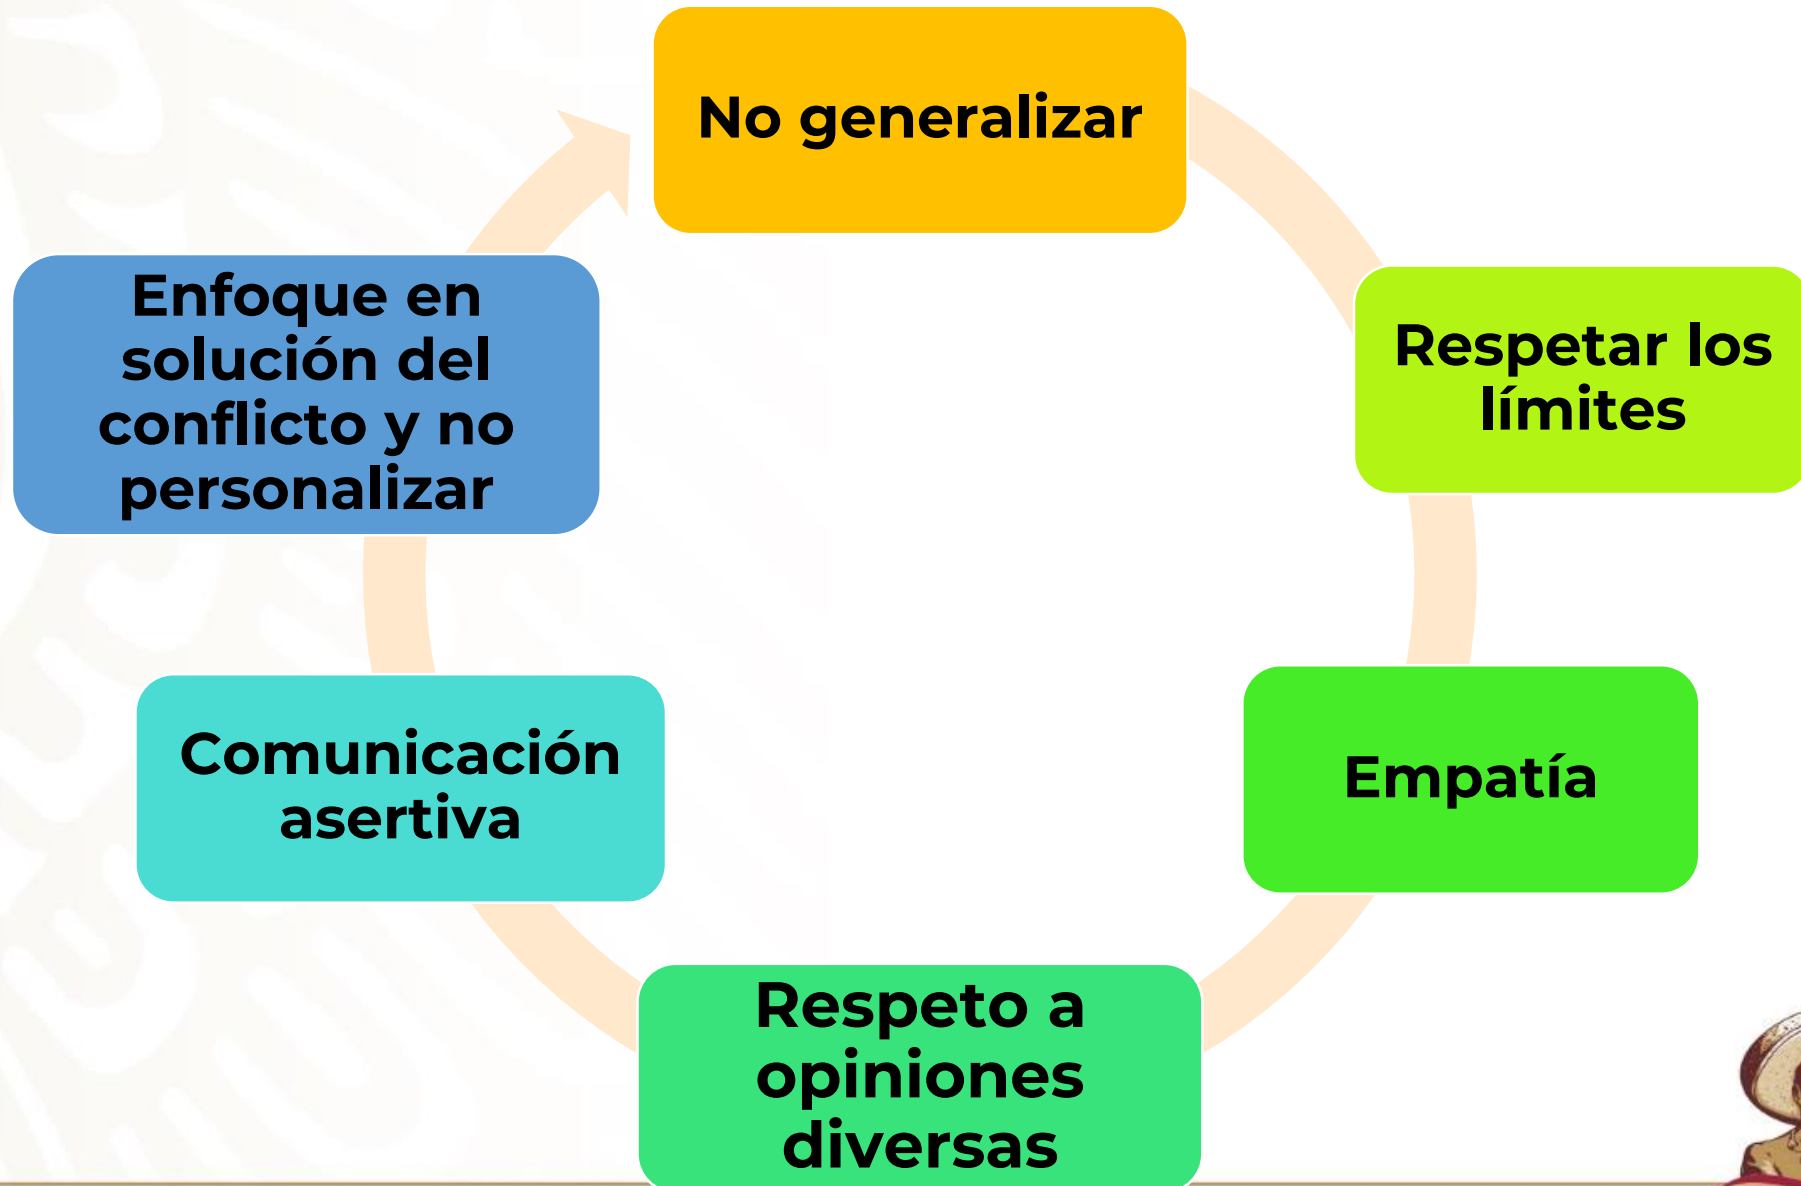 No generalizar
Respetar los
límites
Empatía
Respeto a
opiniones
diversas
Comunicación
asertiva
Enfoque en
solución del
conflicto y no
personalizar